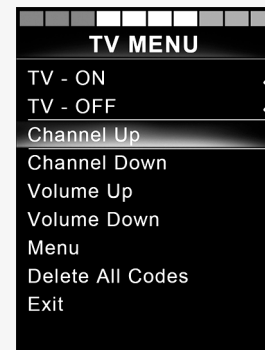 TV MENU
TV - ON
TV - OFF
Channel Up
Channel Down
Volume Up
Volume Down
Menu
Delete All Codes
Exit